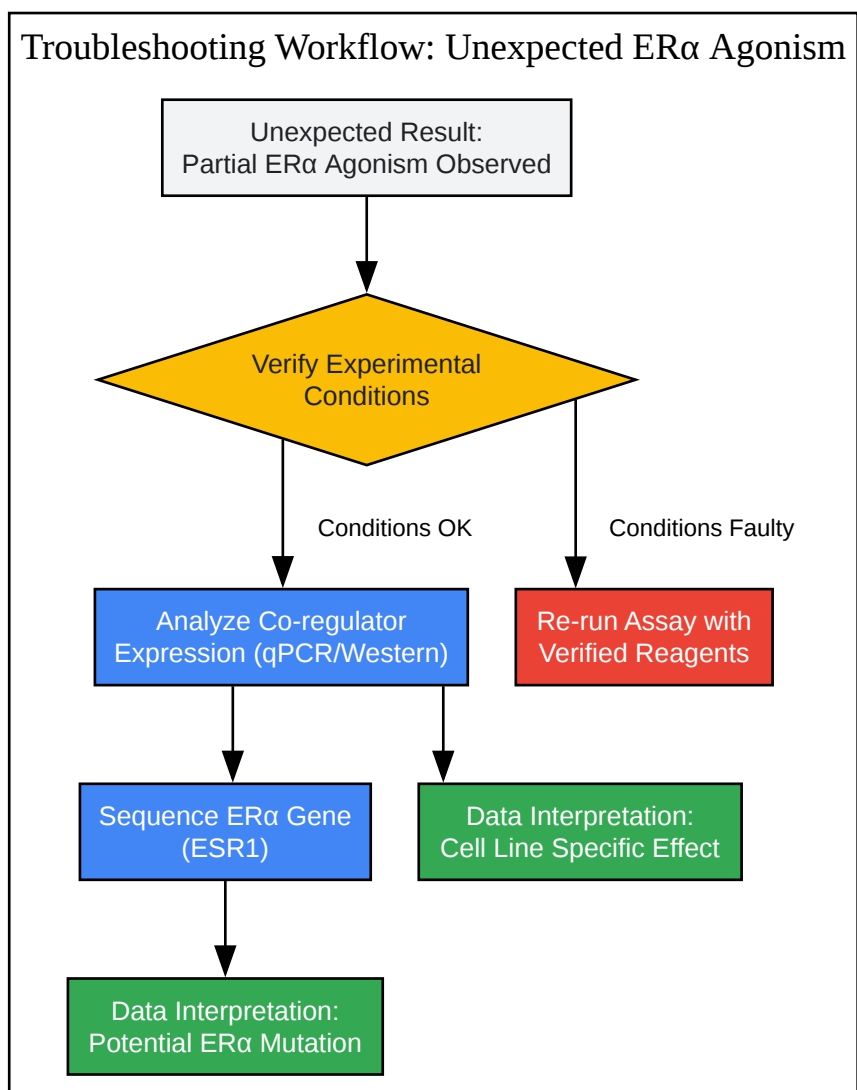 Troubleshooting Workflow: Unexpected ERα Agonism
Unexpected Result:
Partial ERα Agonism Observed
Verify Experimental
Conditions
Conditions OK
Conditions Faulty
Analyze Co-regulator
Expression (qPCR/Western)
Re-run Assay with
Verified Reagents
Sequence ERα Gene
(ESR1)
Data Interpretation:
Cell Line Specific Effect
Data Interpretation:
Potential ERα Mutation